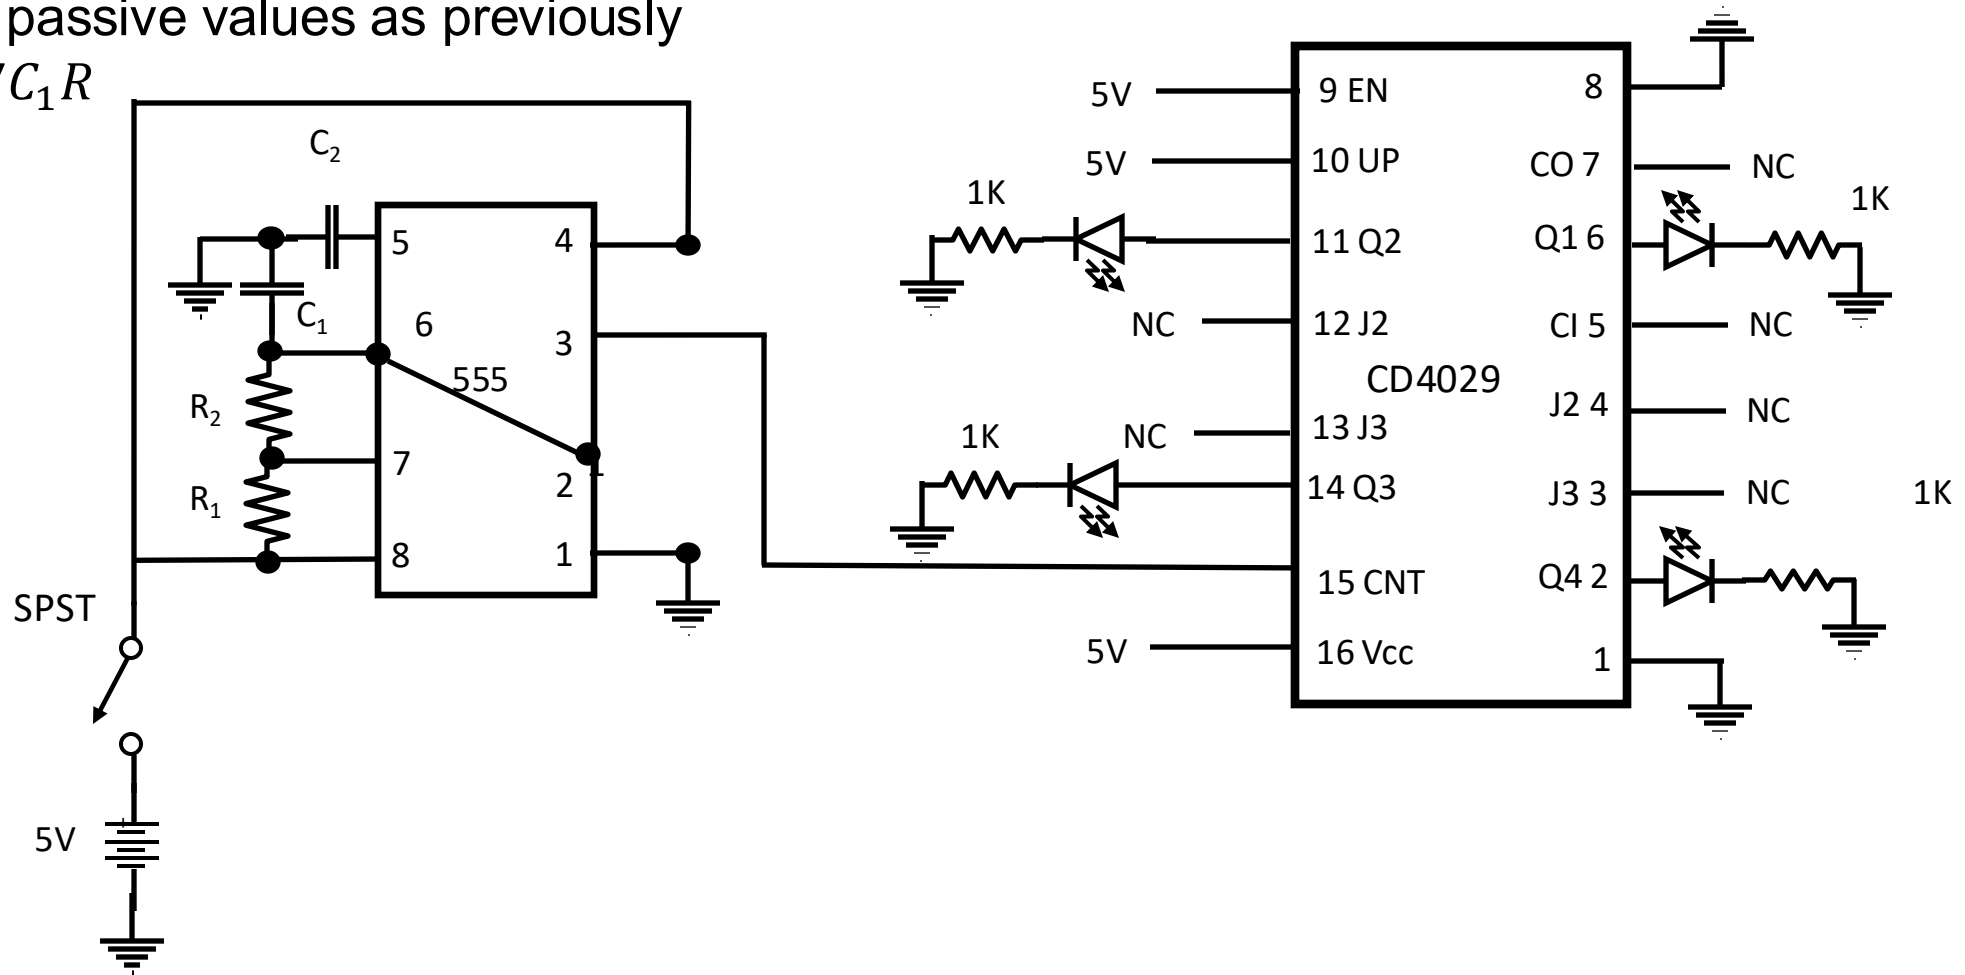 passive values as previously
C₁R
C₂
5
4
6
C₁
3
555
R₂
7
2
R₁
8
1
SPST
5V
5V
9 EN
8
5V
10 UP
CO 7
NC
1K
1K
11 Q2
Q1 6
NC
12 J2
CI 5
NC
CD4029
J2 4
NC
1K
NC
13 J3
14 Q3
J3 3
NC
1K
15 CNT
Q4 2
5V
16 Vcc
1